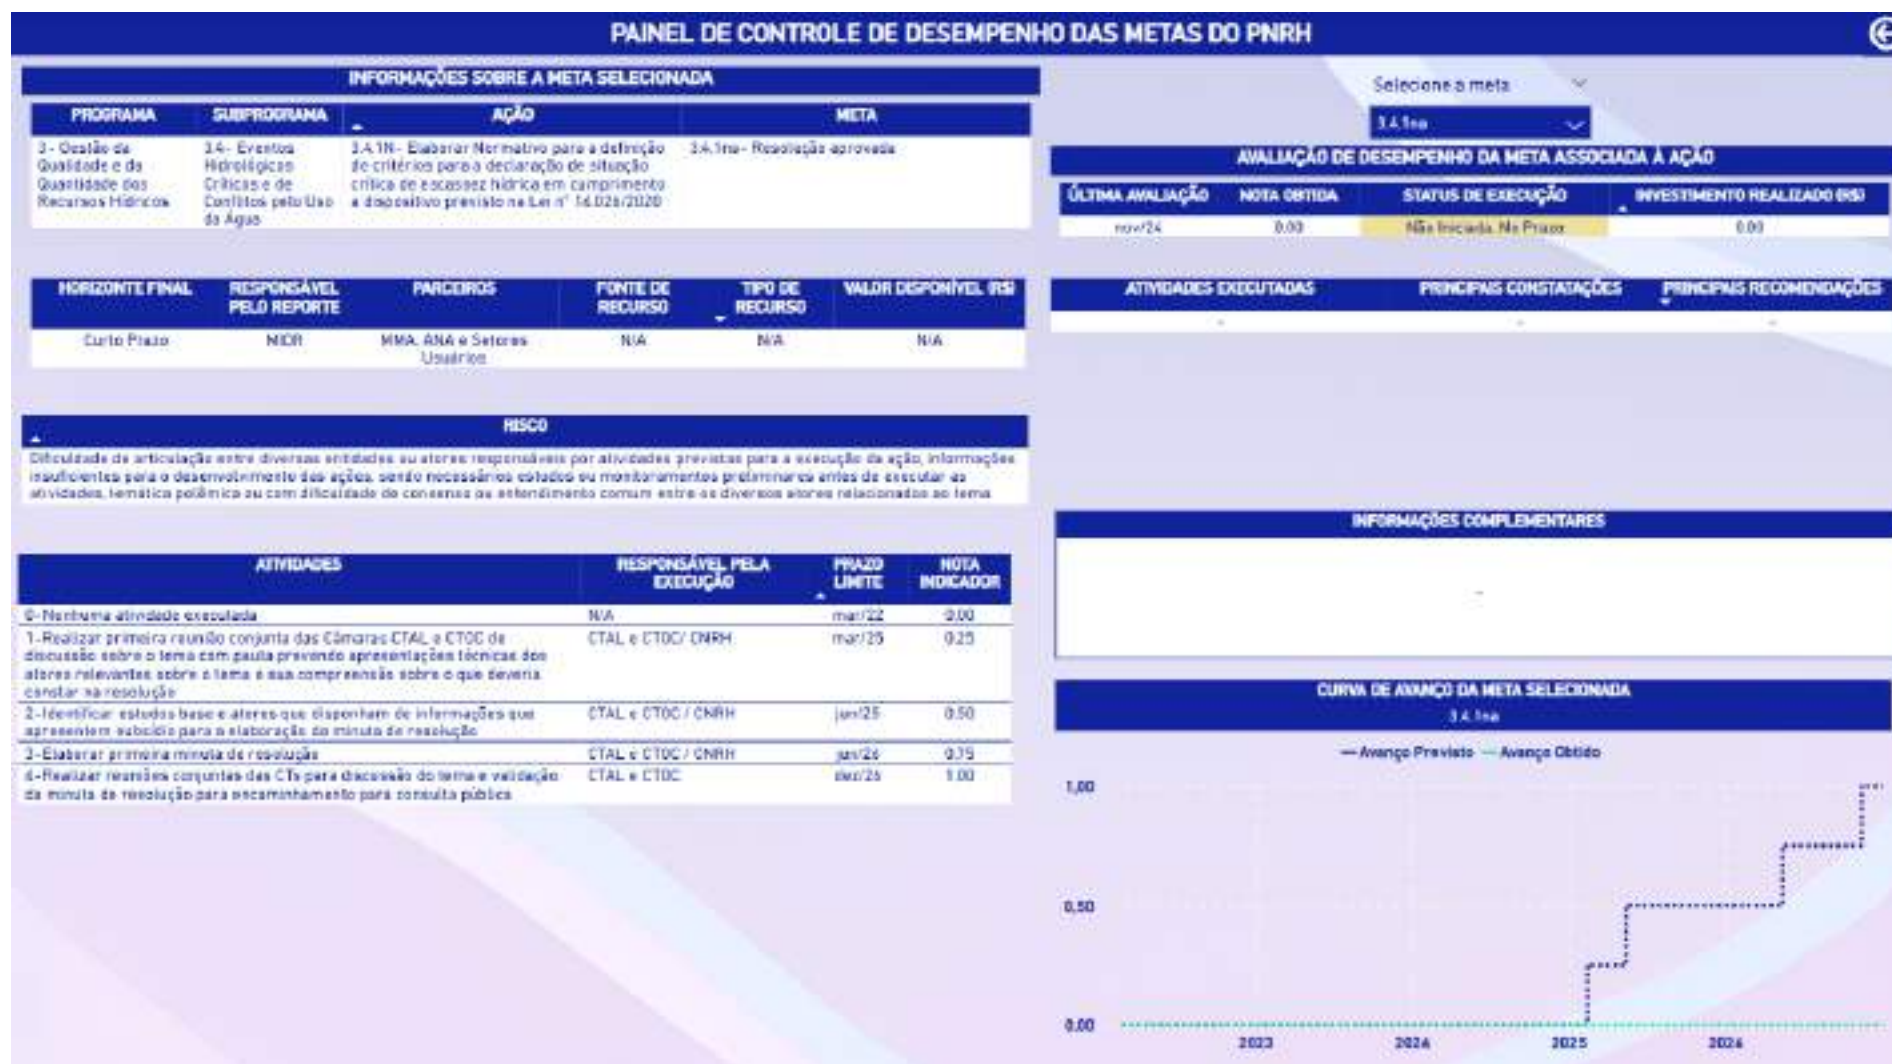 PAINEL DE CONTROLE DE DESEMPENHO DAS METAS DO PNRH
INFORMAÇÕES SOBRE A META SELECIONADA
PROGRAMA SUBPROGRAMA AÇÃO META
3- Gestão da Qualidade e da Quantidade dos Recursos Hídricos
3.4- Eventos Hidrológicos Críticos e de Conflitos pelo Uso da Água
3.4.1N- Elaborar Normativo para a definição de critérios para a declaração de situação crítica de escassez hídrica em cumprimento a dispositivo previsto na Lei nº 14.026/2020
3.4.1na- Resolução aprovada
HORIZONTE FINAL RESPONSÁVEL PELO REPORTE PARCEIROS FONTE DE RECURSO TIPO DE RECURSO VALOR DISPONÍVEL (R$)
Curto Prazo MIDR MMA, ANA e Setores Usuários N/A N/A N/A
RISCO
Dificuldade de articulação entre diversas entidades ou atores responsáveis por atividades previstas para a execução da ação, informações
insuficientes para o desenvolvimento das ações, sendo necessários estudos ou monitoramentos preliminares antes de executar as
atividades, temática polêmica ou com dificuldade de consenso ou entendimento comum entre os diversos atores relacionados ao tema
ATIVIDADES RESPONSÁVEL PELA EXECUÇÃO PRAZO LIMITE NOTA INDICADOR
0-Nenhuma atividade executada N/A mar/22 0.00
1-Realizar primeira reunião conjunta das Câmaras CTAL e CTOC de CTAL e CTOC/ CNRH mar/25 0.25
discussão sobre o tema com pauta prevendo apresentações técnicas dos
atores relevantes sobre o tema e sua compreensão sobre o que deveria
constar na resolução
2-Identificar estudos base e atores que disponham de informações que CTAL e CTOC / CNRH jun/25 0.50
apresentem subsídio para a elaboração da minuta de resolução
3-Elaborar primeira minuta de resolução CTAL e CTOC / CNRH jun/26 0.75
4-Realizar reuniões conjuntas das CTs para discussão do tema e validação CTAL e CTOC dez/26 1.00
da minuta de resolução para encaminhamento para consulta pública
Selecione a meta
3.4.1na
AVALIAÇÃO DE DESEMPENHO DA META ASSOCIADA À AÇÃO
ÚLTIMA AVALIAÇÃO NOTA OBTIDA STATUS DE EXECUÇÃO INVESTIMENTO REALIZADO (R$)
nov/24 0.00 Não Iniciada. No Prazo 0.00
ATIVIDADES EXECUTADAS PRINCIPAIS CONSTATAÇÕES PRINCIPAIS RECOMENDAÇÕES
- - -
INFORMAÇÕES COMPLEMENTARES
-
CURVA DE AVANÇO DA META SELECIONADA
3.4.1na
Avanço Previsto Avanço Obtido
1,00
0,50
0,00
2023 2024 2025 2026